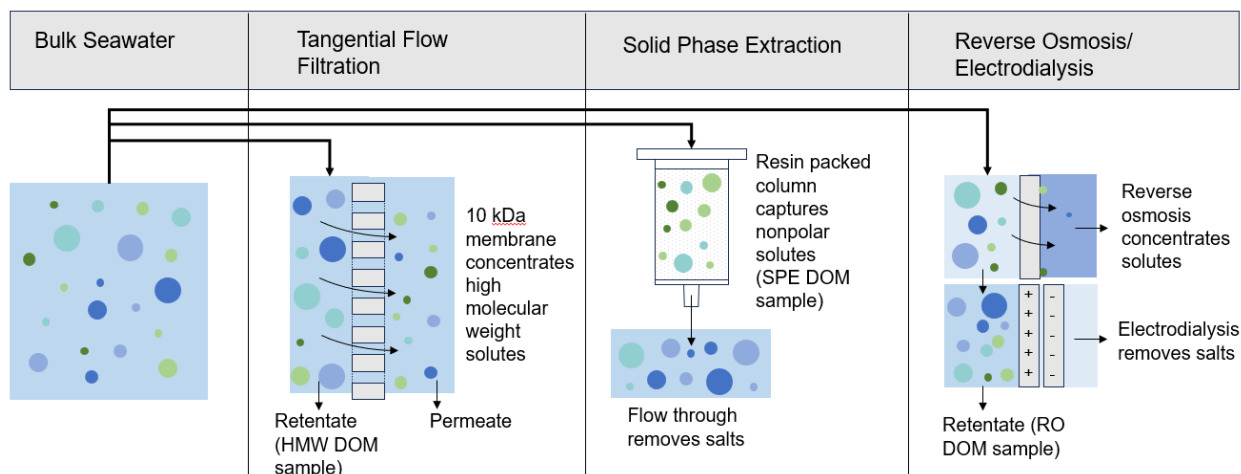 Bulk Seawater
Tangential Flow
Filtration
Solid Phase Extraction
Reverse Osmosis/
Electrodialysis
10 kDa
membrane
concentrates
high
molecular
weight
solutes
Retentate
(HMW DOM
sample)
Permeate
Resin packed
column
captures
nonpolar
solutes
(SPE DOM
sample)
Flow through
removes salts
Reverse
osmosis
concentrates
solutes
+ -
+ -
+ -
+ -
+ -
Electrodialysis
removes salts
Retentate (RO
DOM sample)